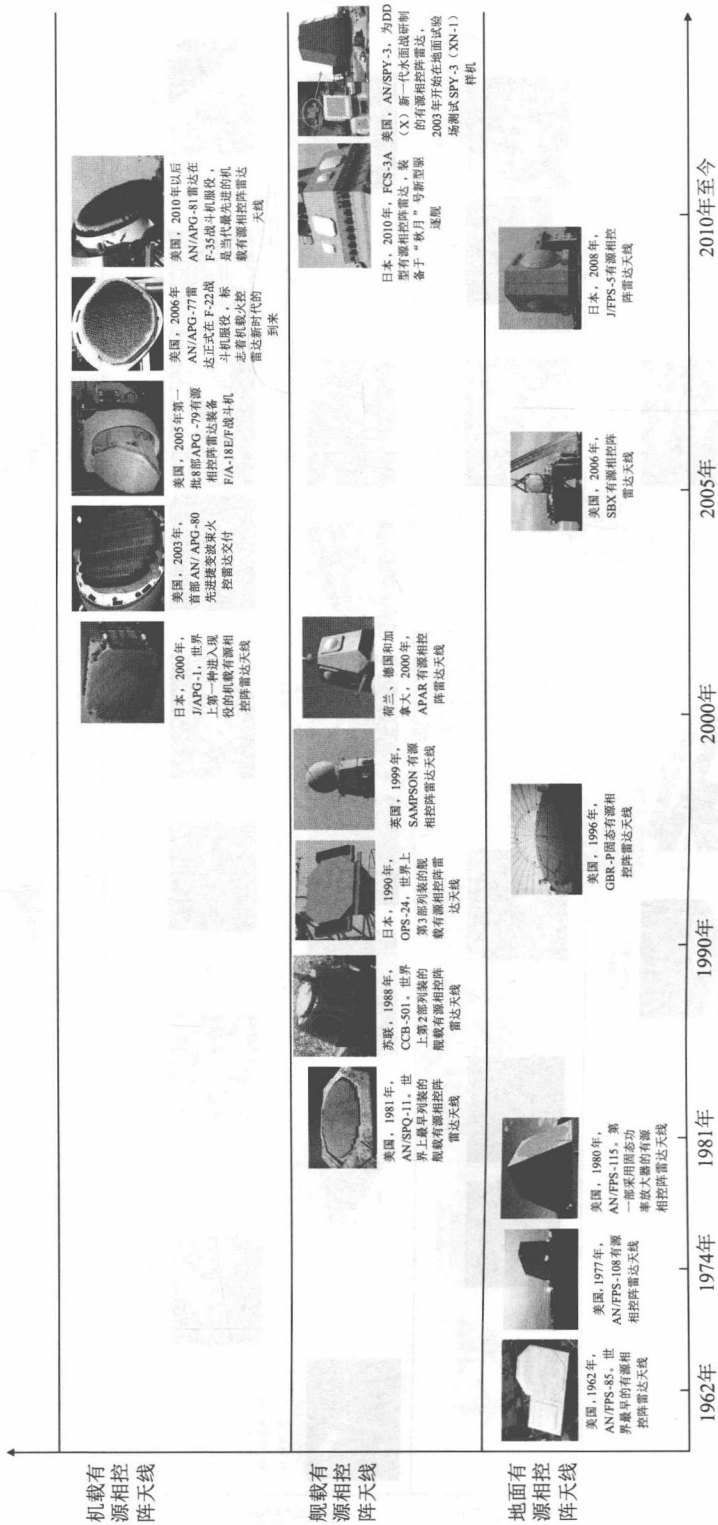 机载有
源相控
阵天线
日本，2000年，
J/APG-1，世界
上第一种进入现
役的机载有源相
控阵雷达天线
美国，2003年，
首部AN/APG-80
先进捷变波束火
控雷达交付
美国，2005年第一
批8部APG-79有源
相控阵雷达装备
F/A-18E/F战斗机
美国，2006年
AN/APG-77雷
达正式在F-22战
斗机服役，标
志着机载火控
雷达新时代的
到来
美国，2010年以后
AN/APG-81雷达在
F-35战斗机服役，
是当代最先进的机
载有源相控阵雷达
天线
舰载有
源相控
阵天线
美国，1981年，
AN/SPQ-11。世
界上最早列装的
舰载有源相控阵
雷达天线
苏联，1988年，
CCB-501。世界
上第2部列装的
舰载有源相控阵
雷达天线
日本，1990年，
OPS-24，世界上
第3部列装的舰
载有源相控阵雷
达天线
英国，1999年，
SAMPSON 有源
相控阵雷达天线
荷兰、德国和加
拿大，2000年，
APAR 有源相控
阵雷达天线
日本，2010年，FCS-3A
型有源相控阵雷达，装
备于“秋月”号新型驱
逐舰
美国，AN/SPY-3，为DD
（X）新一代水面战研制
的有源相控阵雷达，
2003年开始在地面试验
场测试SPY-3（XN-1）
样机
地面有
源相控
阵天线
美国，1962年，
AN/FPS-85。世
界最早的有源相
控阵雷达天线
美国，1977年，
AN/FPS-108有源
相控阵雷达天线
美国，1980年，
AN/FPS-115。第
一部采用固态功
率放大器的有源
相控阵雷达天线
美国，1996年，
GBR-P固态有源相
控阵雷达天线
美国，2006年，
SBX有源相控阵
雷达天线
日本，2008年，
J/FPS-5有源相控
阵雷达天线
1962年
1974年
1981年
1990年
2000年
2005年
2010年至今